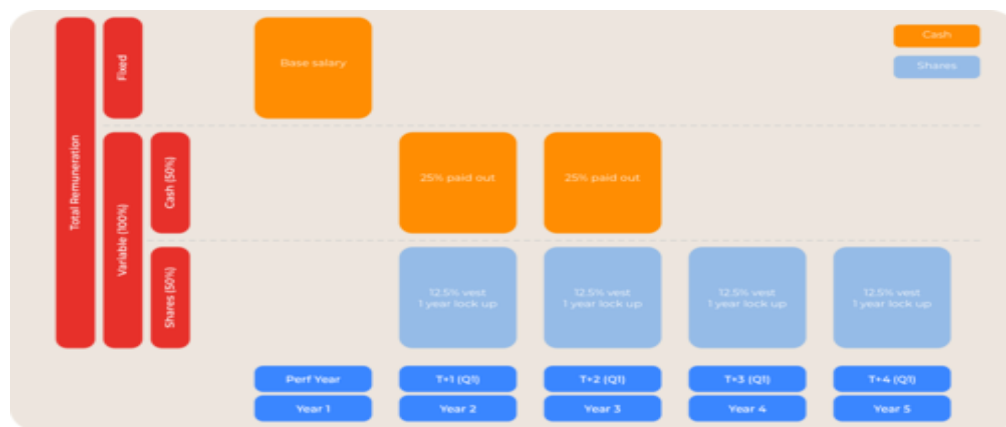 Total Remuneration
Fixed
Base salary
Cash
Shares
Variable (100%)
Cash (50%)
25% paid out
25% paid out
Shares (50%)
12.5% vest
1 year lock up
12.5% vest
1 year lock up
12.5% vest
1 year lock up
12.5% vest
1 year lock up
Perf Year
T+1 (Q1)
T+2 (Q1)
T+3 (Q1)
T+4 (Q1)
Year 1
Year 2
Year 3
Year 4
Year 5